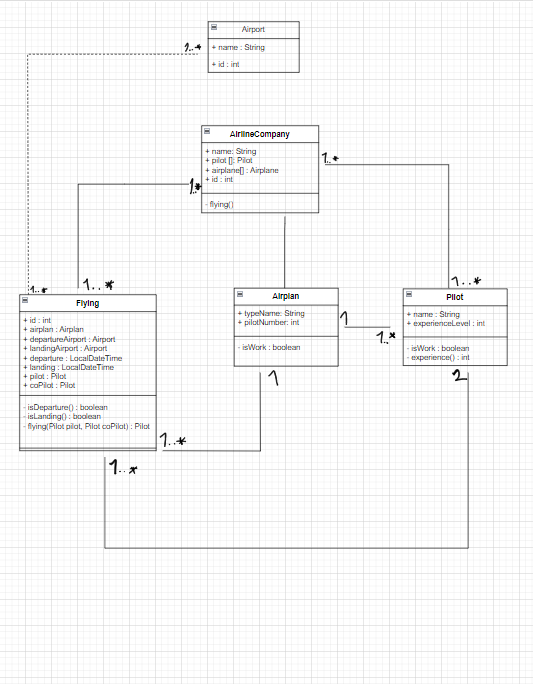 Airport
+ name : String
+ id : int
1..*
AirlineCompany
+ name: String
+ pilot []: Pilot
+ airplane[] : Airplane
+ id : int
- flying()
1..*
1..*
1..*
1..*
1..*
Flying
+ id : int
+ airplan : Airplan
+ departureAirport : Airport
+ landingAirport : Airport
+ departure : LocalDateTime
+ landing : LocalDateTime
+ pilot : Pilot
+ coPilot : Pilot
- isDeparture() : boolean
- isLanding() : boolean
- flying(Pilot pilot, Pilot coPilot) : Pilot
Airplan
+ typeName: String
+ pilotNumber: int
- isWork : boolean
1
1..*
Pilot
+ name : String
+ experienceLevel : int
- isWork : boolean
- experience() : int
1
2
1..*
1..*